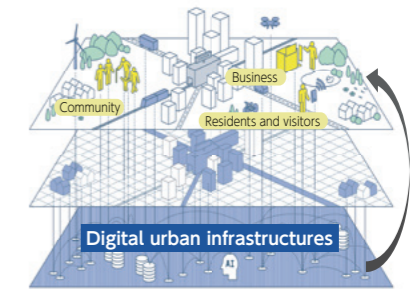 Business
Community
Residents and visitors
Digital urban infrastructures
AI